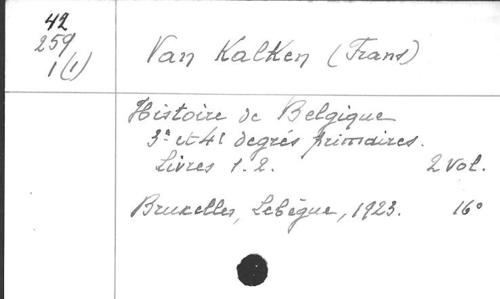 42
259
1 (1)
Van Kalken (Frans)
Histoire de Belgique
3e et 4e degrés primaires.
Livres 1. 2. 2 vol.
Bruxelles, Lebègue, 1923. 16°